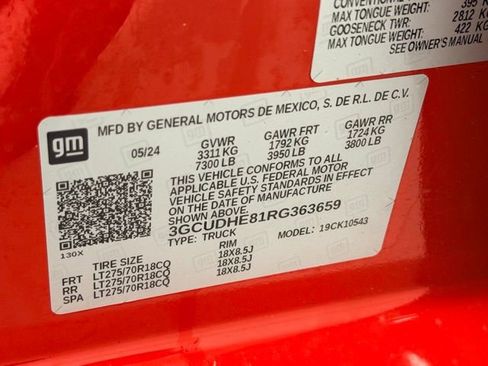 CONVENTIONAL
395 K
MAX TONGUE WEIGHT:
GOOSENECK TWR: 2812 KG
MAX TONGUE WEIGHT: 422 KG
SEE OWNER'S MANUAL
gm
MFD BY GENERAL MOTORS DE MEXICO, S. DE R.L. DE C.V.
05/24 GVWR GAWR FRT GAWR RR
3311 KG 1792 KG 1724 KG
7300 LB 3950 LB 3800 LB
THIS VEHICLE CONFORMS TO ALL
APPLICABLE U.S. FEDERAL MOTOR
VEHICLE SAFETY STANDARDS IN EFFECT
ON THE DATE OF MANUFACTURE
3GCUDHE81RG363659
TYPE: TRUCK MODEL: 19CK10543
130X
TIRE SIZE RIM
FRT LT275/70R18CQ 18X8.5J
RR LT275/70R18CQ 18X8.5J
SPA LT275/70R18CQ 18X8.5J